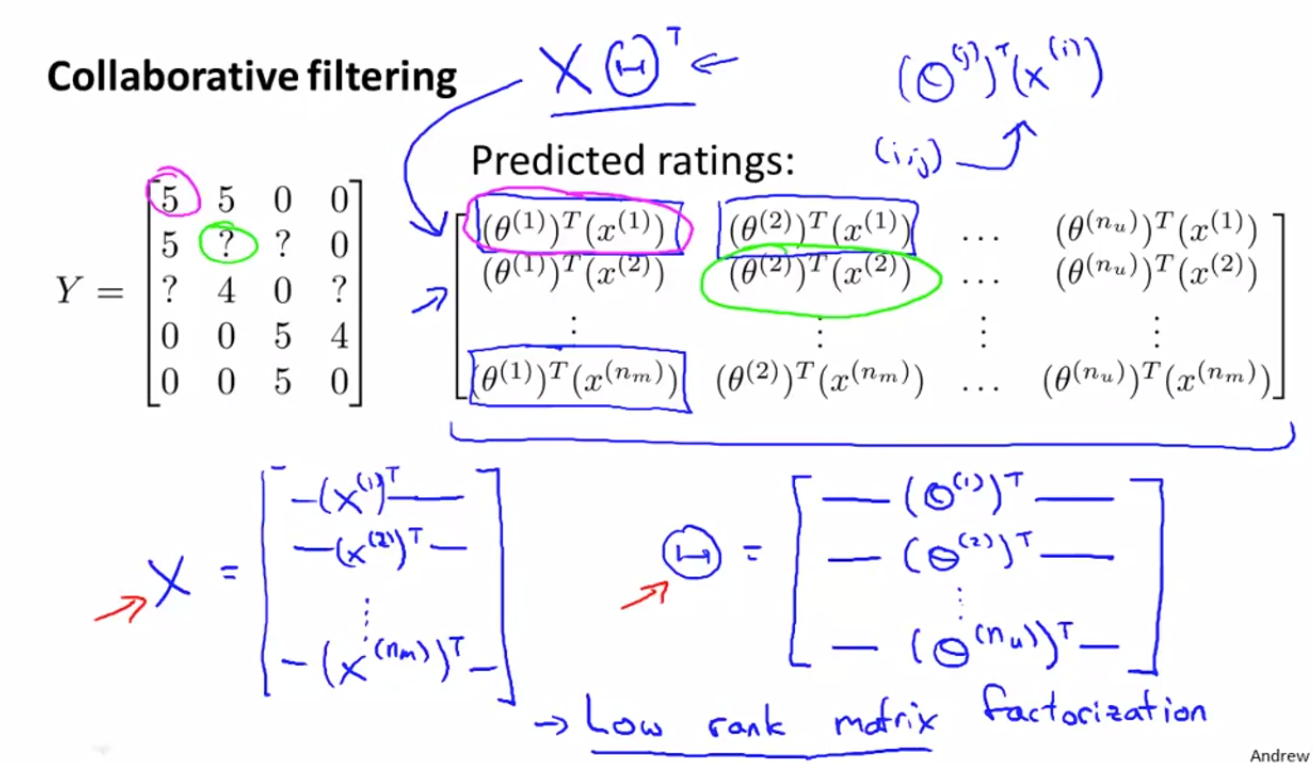 Collaborative filtering
X Θᵀ ←
(θ⁽ʲ⁾)ᵀ(x⁽ⁱ⁾)
(i,j)
Predicted ratings:
Y =
5 5 0 0
5 ? ? 0
? 4 0 ?
0 0 5 4
0 0 5 0
(θ⁽¹⁾)ᵀ(x⁽¹⁾) (θ⁽²⁾)ᵀ(x⁽¹⁾) … (θ^(n_u))ᵀ(x⁽¹⁾)
(θ⁽¹⁾)ᵀ(x⁽²⁾) (θ⁽²⁾)ᵀ(x⁽²⁾) … (θ^(n_u))ᵀ(x⁽²⁾)
⋮ ⋮ ⋮ ⋮
(θ⁽¹⁾)ᵀ(x^(n_m)) (θ⁽²⁾)ᵀ(x^(n_m)) … (θ^(n_u))ᵀ(x^(n_m))
X =
—(x⁽¹⁾)ᵀ—
—(x⁽²⁾)ᵀ—
⋮
—(x^(n_m))ᵀ—
Θ =
—(θ⁽¹⁾)ᵀ—
—(θ⁽²⁾)ᵀ—
⋮
—(θ^(n_u))ᵀ—
→ Low rank matrix factorization
Andrew